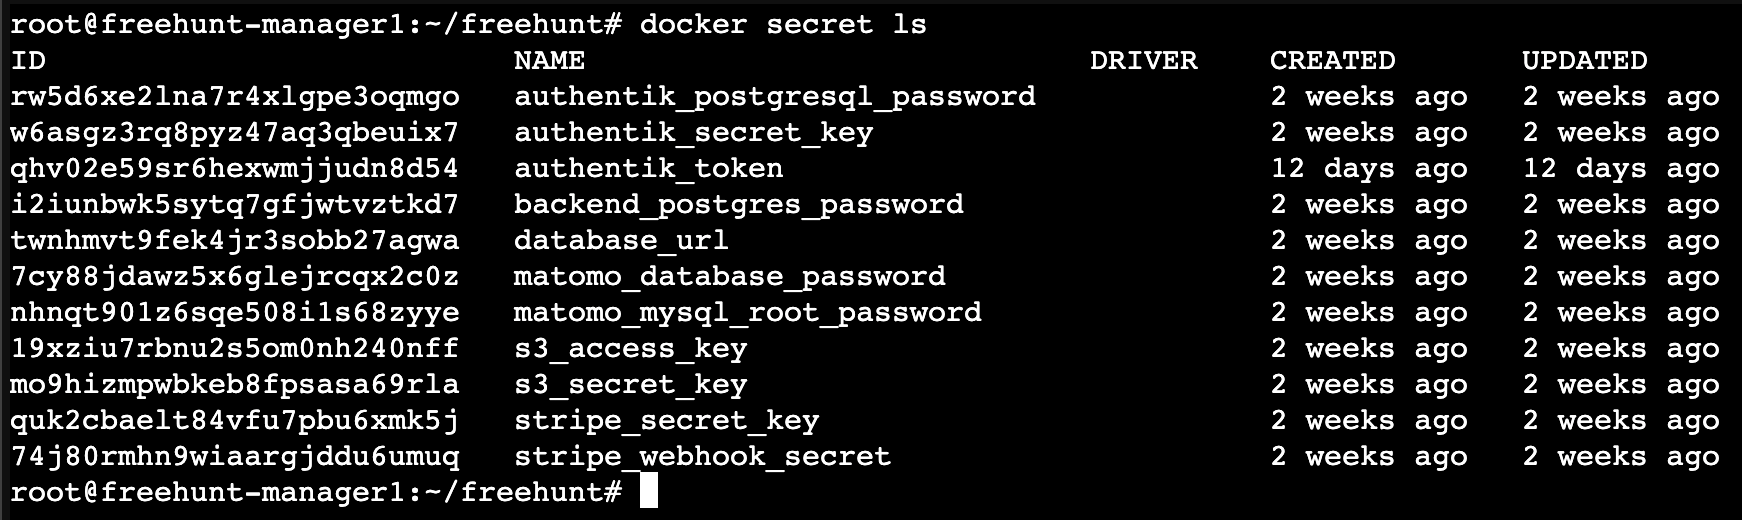 root@freehunt-manager1:~/freehunt# docker secret ls
ID NAME DRIVER CREATED UPDATED
rw5d6xe2lna7r4xlgpe3oqmgo authentik_postgresql_password 2 weeks ago 2 weeks ago
w6asgz3rq8pyz47aq3qbeuix7 authentik_secret_key 2 weeks ago 2 weeks ago
qhv02e59sr6hexwmjjudn8d54 authentik_token 12 days ago 12 days ago
i2iunbwk5sytq7gfjwtvztkd7 backend_postgres_password 2 weeks ago 2 weeks ago
twnhmvt9fek4jr3sobb27agwa database_url 2 weeks ago 2 weeks ago
7cy88jdawz5x6glejrcqx2c0z matomo_database_password 2 weeks ago 2 weeks ago
nhnqt901z6sqe508i1s68zyye matomo_mysql_root_password 2 weeks ago 2 weeks ago
19xziu7rbnu2s5om0nh240nff s3_access_key 2 weeks ago 2 weeks ago
mo9hizmpwbkeb8fpsasa69rla s3_secret_key 2 weeks ago 2 weeks ago
quk2cbaelt84vfu7pbu6xmk5j stripe_secret_key 2 weeks ago 2 weeks ago
74j80rmhn9wiaargjddu6umuq stripe_webhook_secret 2 weeks ago 2 weeks ago
root@freehunt-manager1:~/freehunt#